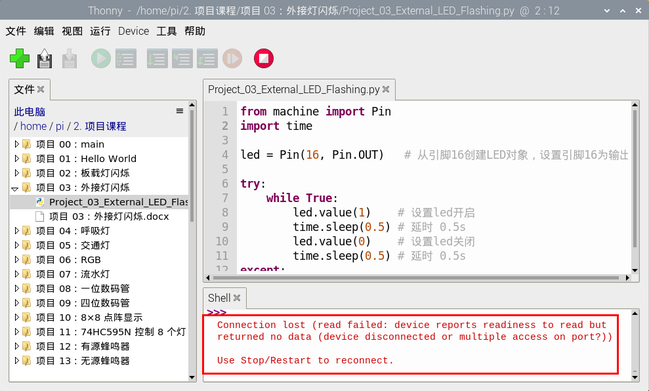 Thonny - /home/pi/2. 项目课程/项目 03：外接灯闪烁/Project_03_External_LED_Flashing.py @ 2 : 12
文件 编辑 视图 运行 Device 工具 帮助
文件
此电脑
/ home / pi / 2. 项目课程
项目 00：main
项目 01：Hello World
项目 02：板载灯闪烁
项目 03：外接灯闪烁
Project_03_External_LED_Flas
项目 03：外接灯闪烁.docx
项目 04：呼吸灯
项目 05：交通灯
项目 06：RGB
项目 07：流水灯
项目 08：一位数码管
项目 09：四位数码管
项目 10：8×8 点阵显示
项目 11：74HC595N 控制 8 个灯
项目 12：有源蜂鸣器
项目 13：无源蜂鸣器
Project_03_External_LED_Flashing.py
1 from machine import Pin
2 import time
3
4 led = Pin(16, Pin.OUT) # 从引脚16创建LED对象，设置引脚16为输出
5
6 try:
7 while True:
8 led.value(1) # 设置led开启
9 time.sleep(0.5) # 延时 0.5s
10 led.value(0) # 设置led关闭
11 time.sleep(0.5) # 延时 0.5s
12 except:
Shell
>>>
Connection lost (read failed: device reports readiness to read but
returned no data (device disconnected or multiple access on port?))
Use Stop/Restart to reconnect.